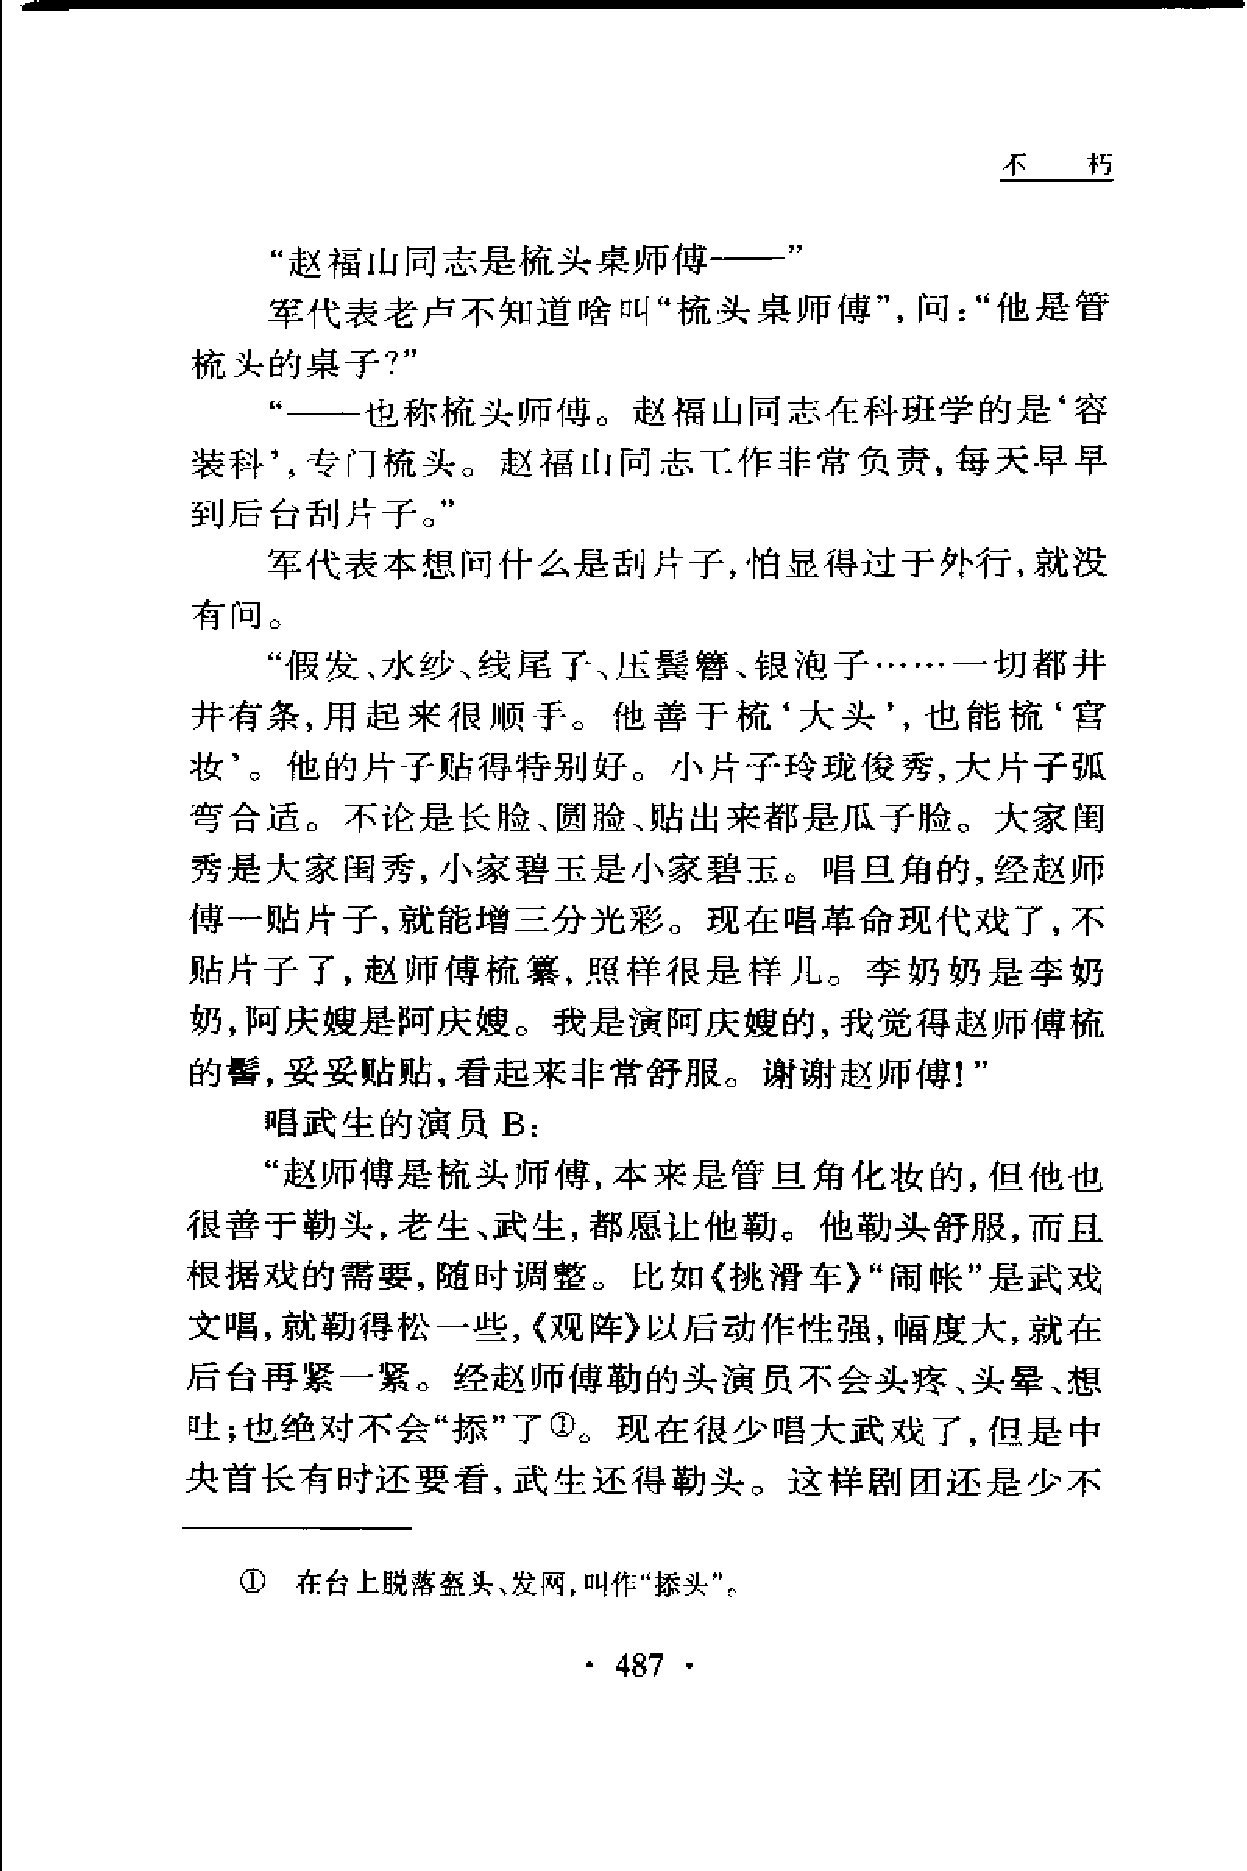 不 朽
“赵福山同志是梳头桌师傅——”
军代表老卢不知道啥叫“梳头桌师傅”,问:“他是管
梳头的桌子?”
“——也称梳头师傅。赵福山同志在科班学的是‘容
装科’,专门梳头。赵福山同志工作非常负责,每天早早
到后台刮片子。”
军代表本想问什么是刮片子,怕显得过于外行,就没
有问。
“假发、水纱、线尾子、压鬓簪、银泡子……一切都井
井有条,用起来很顺手。他善于梳‘大头’,也能梳‘宫
妆’。他的片子贴得特别好。小片子玲珑俊秀,大片子弧
弯合适。不论是长脸、圆脸、贴出来都是瓜子脸。大家闺
秀是大家闺秀,小家碧玉是小家碧玉。唱旦角的,经赵师
傅一贴片子,就能增三分光彩。现在唱革命现代戏了,不
贴片子了,赵师傅梳纂,照样很是样儿。李奶奶是李奶
奶,阿庆嫂是阿庆嫂。我是演阿庆嫂的,我觉得赵师傅梳
的髻,妥妥贴贴,看起来非常舒服。谢谢赵师傅!”
唱武生的演员 B:
“赵师傅是梳头师傅,本来是管旦角化妆的,但他也
很善于勒头,老生、武生,都愿让他勒。他勒头舒服,而且
根据戏的需要,随时调整。比如《挑滑车》“闹帐”是武戏
文唱,就勒得松一些,《观阵》以后动作性强,幅度大,就在
后台再紧一紧。经赵师傅勒的头演员不会头疼、头晕、想
吐;也绝对不会“掭”了①。现在很少唱大武戏了,但是中
央首长有时还要看,武生还得勒头。这样剧团还是少不
① 在台上脱落盔头、发网,叫作“掭头”。
· 487 ·